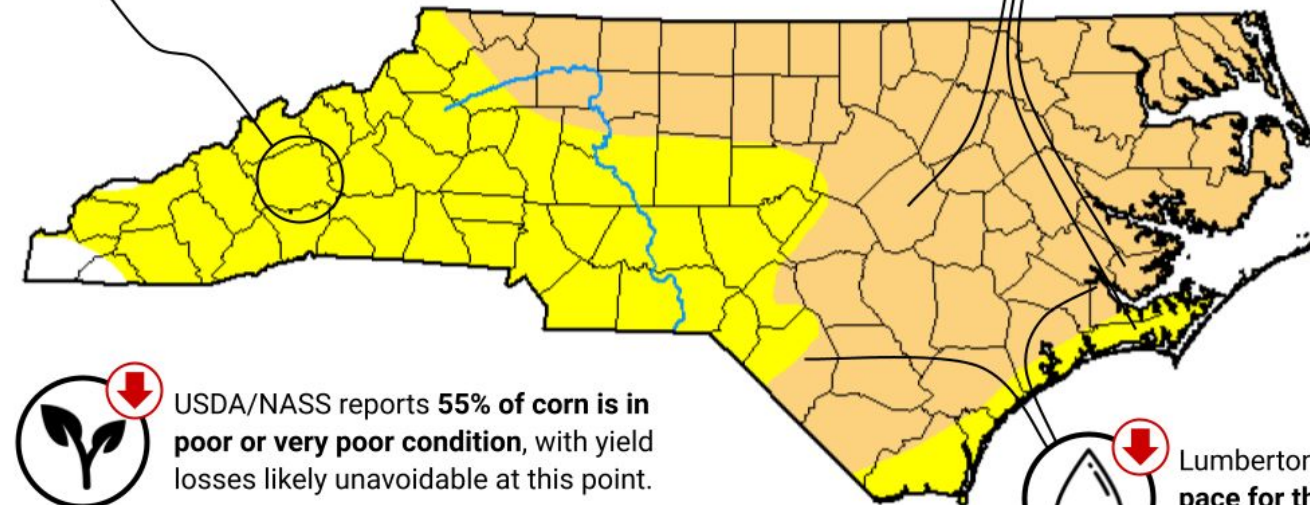 USDA/NASS reports 55% of corn is in
poor or very poor condition, with yield
losses likely unavoidable at this point.
Lumberton
pace for th